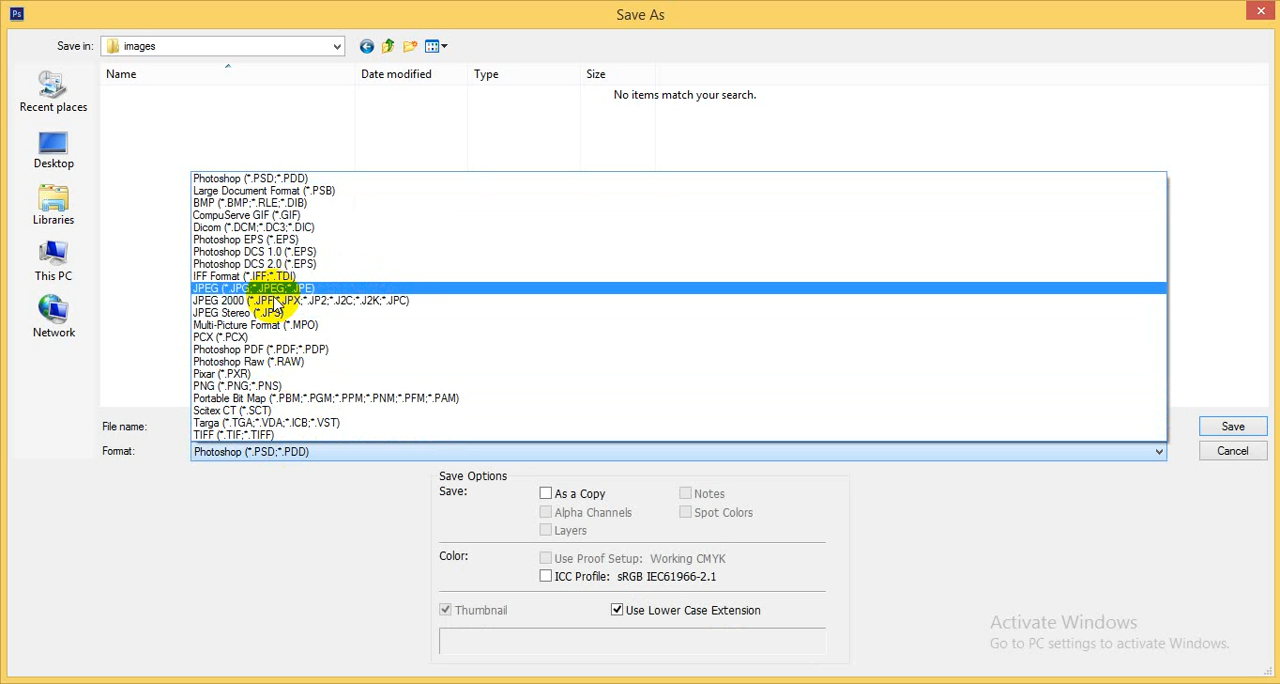 Ps
Save As
Save in: images
Name Date modified Type Size
No items match your search.
Recent places
Desktop
Libraries
This PC
Network
Photoshop (*.PSD;*.PDD)
Large Document Format (*.PSB)
BMP (*.BMP;*.RLE;*.DIB)
CompuServe GIF (*.GIF)
Dicom (*.DCM;*.DC3;*.DIC)
Photoshop EPS (*.EPS)
Photoshop DCS 1.0 (*.EPS)
Photoshop DCS 2.0 (*.EPS)
IFF Format (*.IFF;*.TDI)
JPEG (*.JPG;*.JPEG;*.JPE)
JPEG 2000 (*.JPF;*.JPX;*.JP2;*.J2C;*.J2K;*.JPC)
JPEG Stereo (*.JPS)
Multi-Picture Format (*.MPO)
PCX (*.PCX)
Photoshop PDF (*.PDF;*.PDP)
Photoshop Raw (*.RAW)
Pixar (*.PXR)
PNG (*.PNG;*.PNS)
Portable Bit Map (*.PBM;*.PGM;*.PPM;*.PNM;*.PFM;*.PAM)
Scitex CT (*.SCT)
Targa (*.TGA;*.VDA;*.ICB;*.VST)
TIFF (*.TIF;*.TIFF)
File name: Save
Format: Photoshop (*.PSD;*.PDD) Cancel
Save Options
Save: As a Copy Notes
Alpha Channels Spot Colors
Layers
Color: Use Proof Setup: Working CMYK
ICC Profile: sRGB IEC61966-2.1
Thumbnail Use Lower Case Extension
Activate Windows
Go to PC settings to activate Windows.